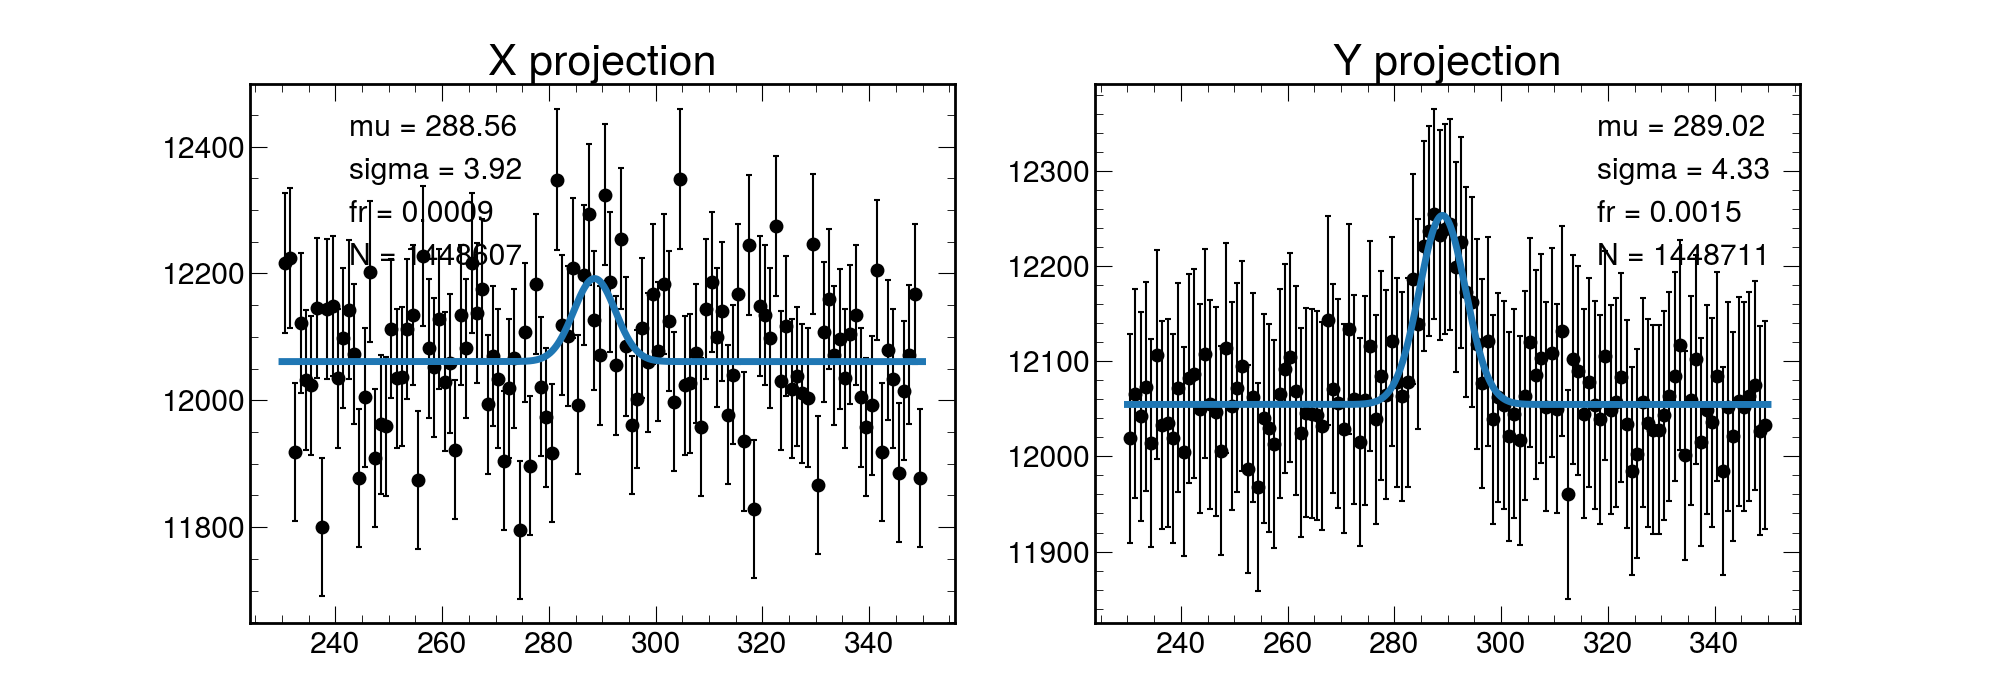 X projection
mu = 288.56
sigma = 3.92
fr = 0.0009
N = 1448607
12400
12200
12000
11800
240 260 280 300 320 340
Y projection
mu = 289.02
sigma = 4.33
fr = 0.0015
N = 1448711
12300
12200
12100
12000
11900
240 260 280 300 320 340